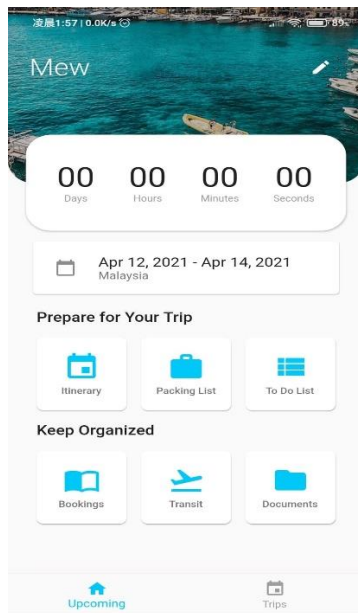 凌晨1:57 | 0.0K/s
89
Mew
00 00 00 00
Days Hours Minutes Seconds
Apr 12, 2021 - Apr 14, 2021
Malaysia
Prepare for Your Trip
Itinerary Packing List To Do List
Keep Organized
Bookings Transit Documents
Upcoming Trips